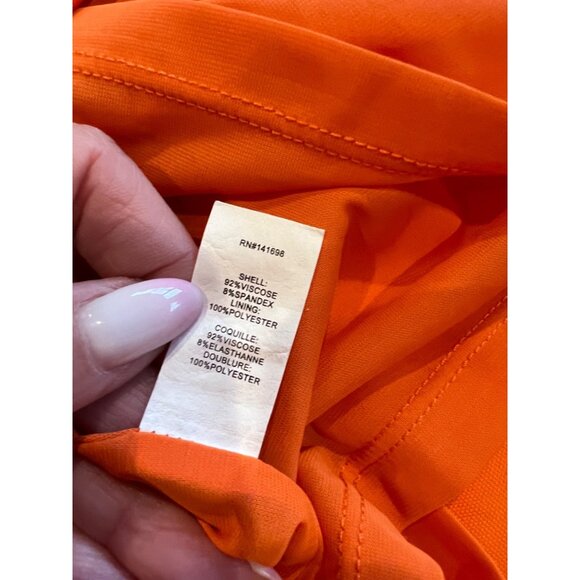 RN#141698
SHELL:
92%VISCOSE
8%SPANDEX
LINING:
100%POLYESTER
COQUILLE:
92%VISCOSE
8%ELASTHANNE
DOUBLURE:
100%POLYESTER